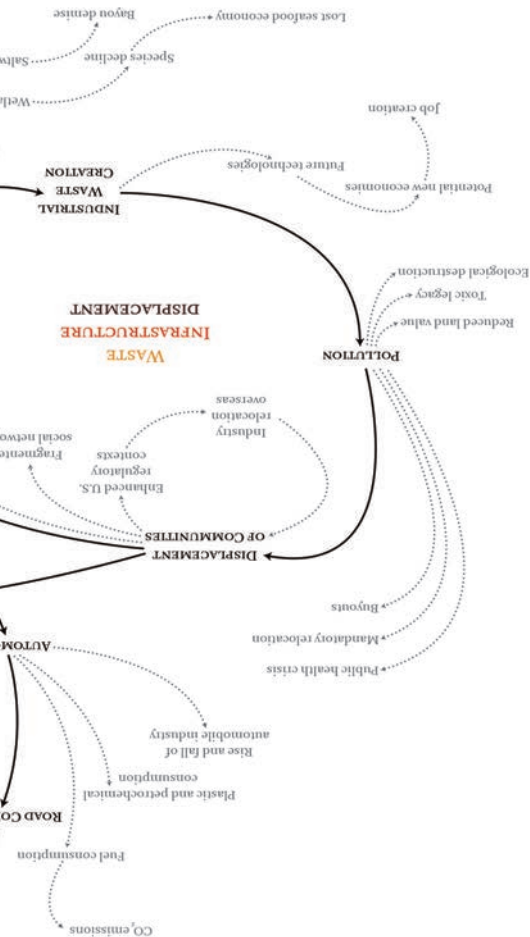 CO₂ emissions
Fuel consumption
ROAD CO
Plastic and petrochemical
consumption
Rise and fall of
automobile industry
AUTOM
Public health crisis
Mandatory relocation
Buyouts
DISPLACEMENT
OF COMMUNITIES
Enhanced U.S.
regulatory
contexts
Fragmente
social network
Industry
relocation
overseas
POLLUTION
WASTE
INFRASTRUCTURE
DISPLACEMENT
Reduced land value
Toxic legacy
Ecological destruction
INDUSTRIAL
WASTE
CREATION
Potential new economies
Future technologies
Job creation
Wetla
Species decline
Saltw
Lost seafood economy
Bayou demise